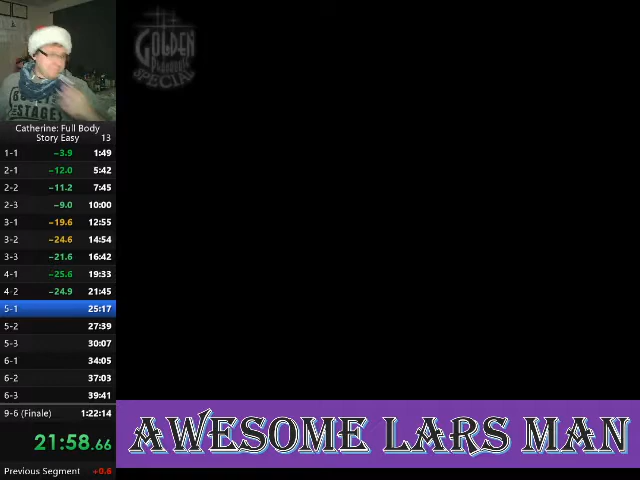 GOLDEN
Playhouse
SPECIAL
STAGE
Catherine: Full Body
Story Easy 13
1-1 −3.9 1:49
2-1 −12.0 5:42
2-2 −11.2 7:45
2-3 −9.0 10:00
3-1 −19.6 12:55
3-2 −24.6 14:54
3-3 −21.6 16:42
4-1 −25.6 19:33
4-2 −24.9 21:45
5-1 25:17
5-2 27:39
5-3 30:07
6-1 34:05
6-2 37:03
6-3 39:41
9-6 (Finale) 1:22:14
21:58.66
Previous Segment +0.6
AWESOME LARS MAN